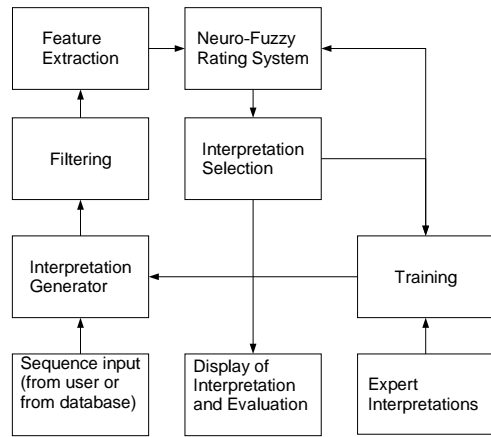 Feature
Extraction
Neuro-Fuzzy
Rating System
Filtering
Interpretation
Selection
Interpretation
Generator
Training
Sequence input
(from user or
from database)
Display of
Interpretation
and Evaluation
Expert
Interpretations